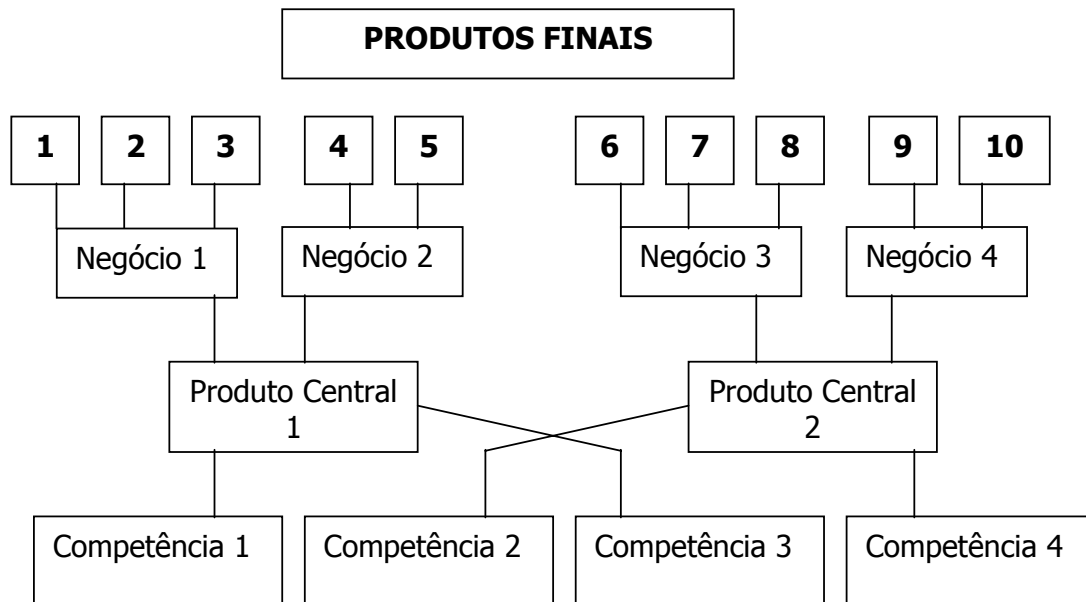 PRODUTOS FINAIS
1 2 3 4 5 6 7 8 9 10
Negócio 1 Negócio 2 Negócio 3 Negócio 4
Produto Central Produto Central
1 2
Competência 1 Competência 2 Competência 3 Competência 4